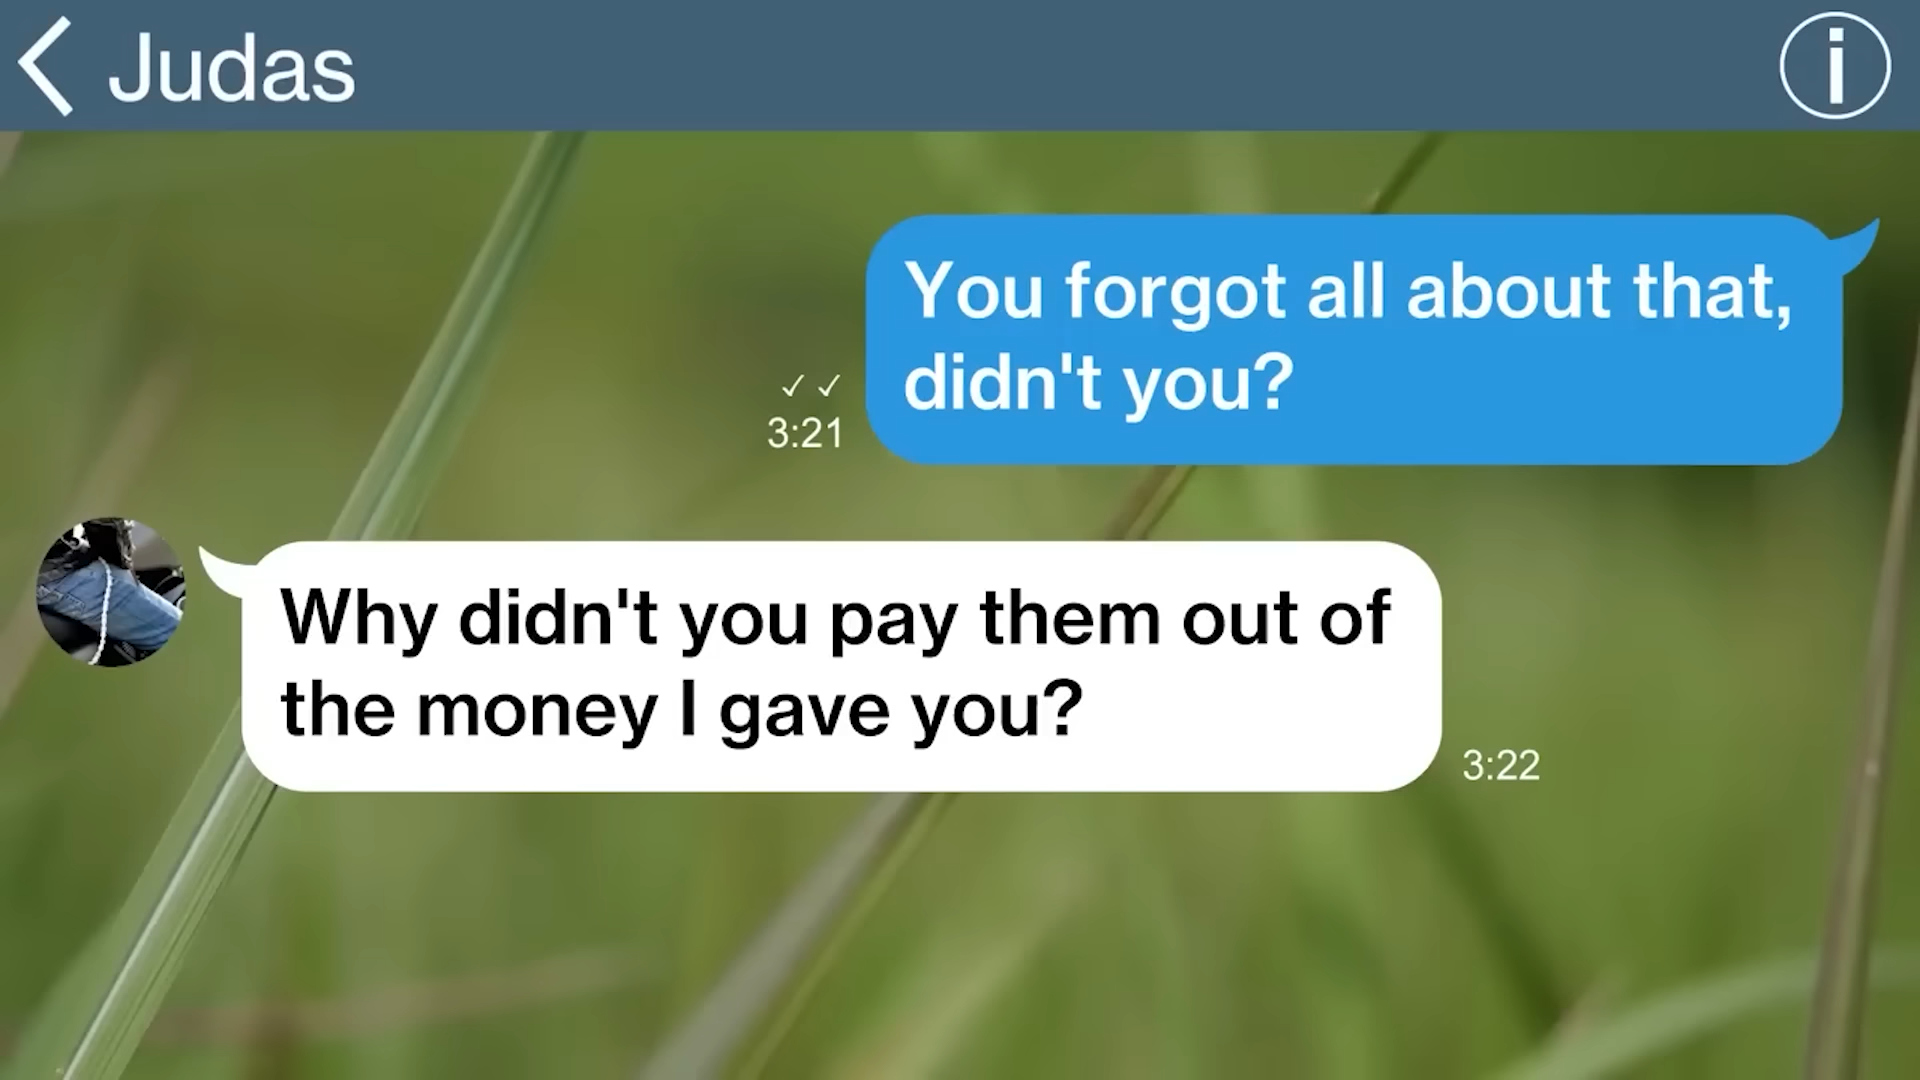 Judas
You forgot all about that,
didn't you?
3:21
Why didn't you pay them out of
the money I gave you?
3:22